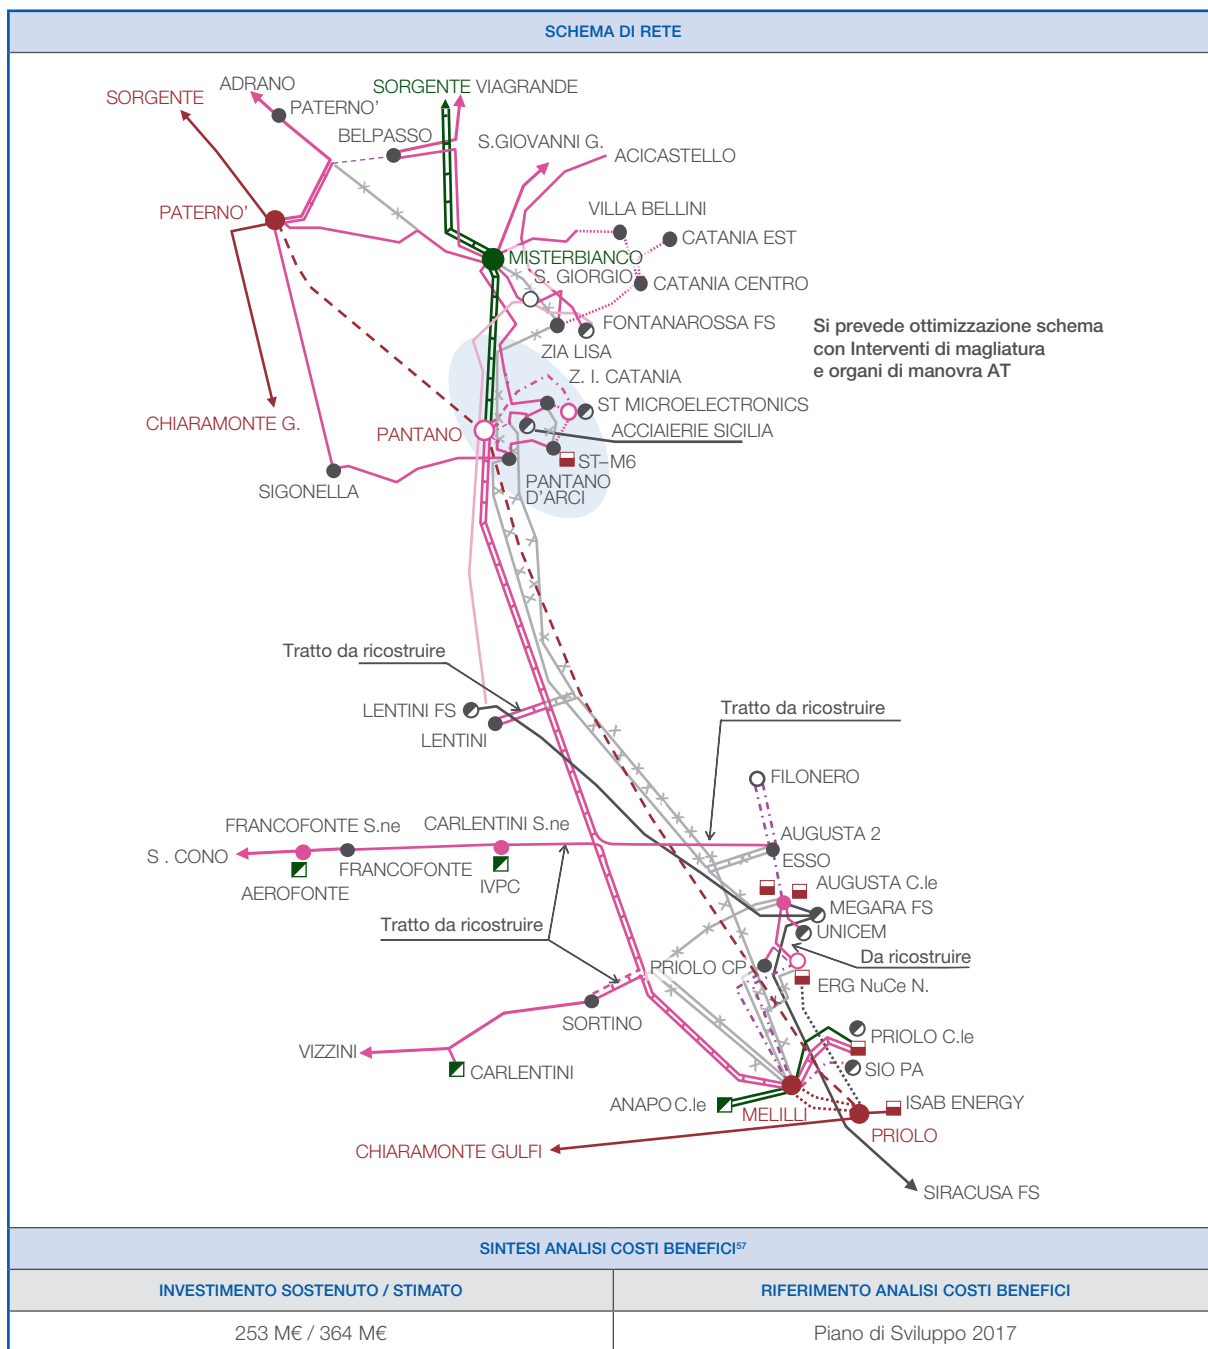 SCHEMA DI RETE
ADRANO
SORGENTE
PATERNO’
SORGENTE VIAGRANDE
BELPASSO
S.GIOVANNI G.
ACICASTELLO
PATERNO’
VILLA BELLINI
CATANIA EST
MISTERBIANCO
S. GIORGIO
CATANIA CENTRO
FONTANAROSSA FS
ZIA LISA
Si prevede ottimizzazione schema
con Interventi di magliatura
e organi di manovra AT
Z. I. CATANIA
ST MICROELECTRONICS
CHIARAMONTE G.
PANTANO
ACCIAIERIE SICILIA
ST–M6
SIGONELLA
PANTANO
D’ARCI
Tratto da ricostruire
LENTINI FS
LENTINI
Tratto da ricostruire
FILONERO
FRANCOFONTE S.ne
CARLENTINI S.ne
AUGUSTA 2
S . CONO
FRANCOFONTE
ESSO
AEROFONTE
IVPC
AUGUSTA C.le
MEGARA FS
Tratto da ricostruire
UNICEM
Da ricostruire
PRIOLO CP
ERG NuCe N.
SORTINO
VIZZINI
PRIOLO C.le
CARLENTINI
SIO PA
ANAPO C.le
MELILLI
ISAB ENERGY
PRIOLO
CHIARAMONTE GULFI
SIRACUSA FS
SINTESI ANALISI COSTI BENEFICI57
INVESTIMENTO SOSTENUTO / STIMATO
RIFERIMENTO ANALISI COSTI BENEFICI
253 M€ / 364 M€
Piano di Sviluppo 2017